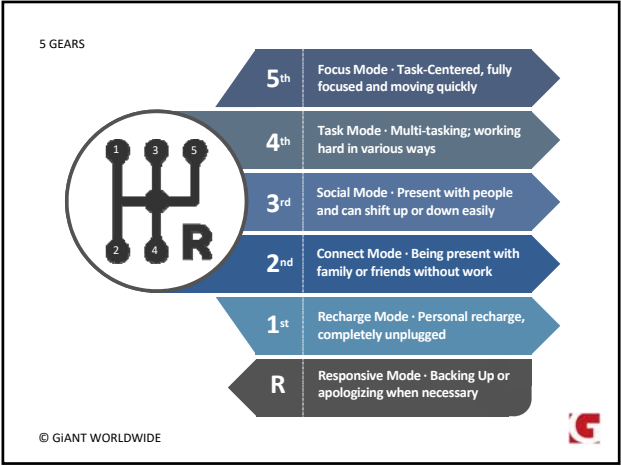 5 GEARS
5th
Focus Mode · Task-Centered, fully
focused and moving quickly
4th
Task Mode · Multi-tasking; working
hard in various ways
3rd
Social Mode · Present with people
and can shift up or down easily
2nd
Connect Mode · Being present with
family or friends without work
1st
Recharge Mode · Personal recharge,
completely unplugged
R
Responsive Mode · Backing Up or
apologizing when necessary
1 3 5
2 4 R
© GiANT WORLDWIDE
G